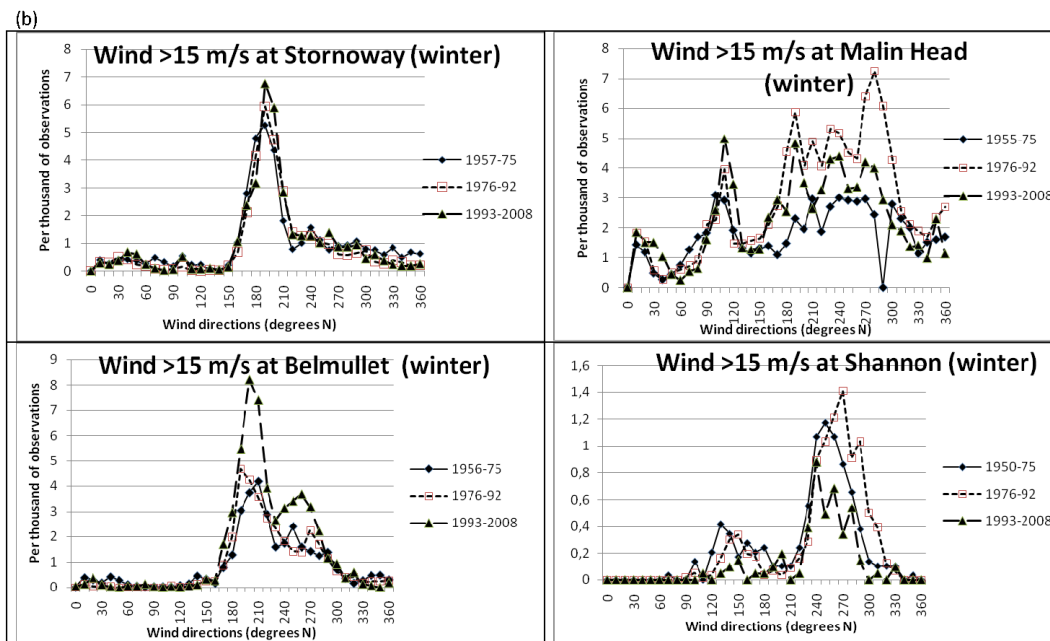 (b)
Wind >15 m/s at Stornoway (winter)
Per thousand of observations
8
7
6
5
4
3
2
1
0
0 30 60 90 120 150 180 210 240 270 300 330 360
Wind directions (degrees N)
1957-75
1976-92
1993-2008
Wind >15 m/s at Malin Head
(winter)
Per thousand of observations
8
7
6
5
4
3
2
1
0
0 30 60 90 120 150 180 210 240 270 300 330 360
Wind directions (degrees N)
1955-75
1976-92
1993-2008
Wind >15 m/s at Belmullet (winter)
Per thousand of observations
9
8
7
6
5
4
3
2
1
0
0 30 60 90 120 150 180 210 240 270 300 330 360
Wind directions (degrees N)
1956-75
1976-92
1993-2008
Wind >15 m/s at Shannon (winter)
1,6
1,4
1,2
1
0,8
0,6
0,4
0,2
0
0 30 60 90 120 150 180 210 240 270 300 330 360
Wind directions (degrees N)
1950-75
1976-92
1993-2008